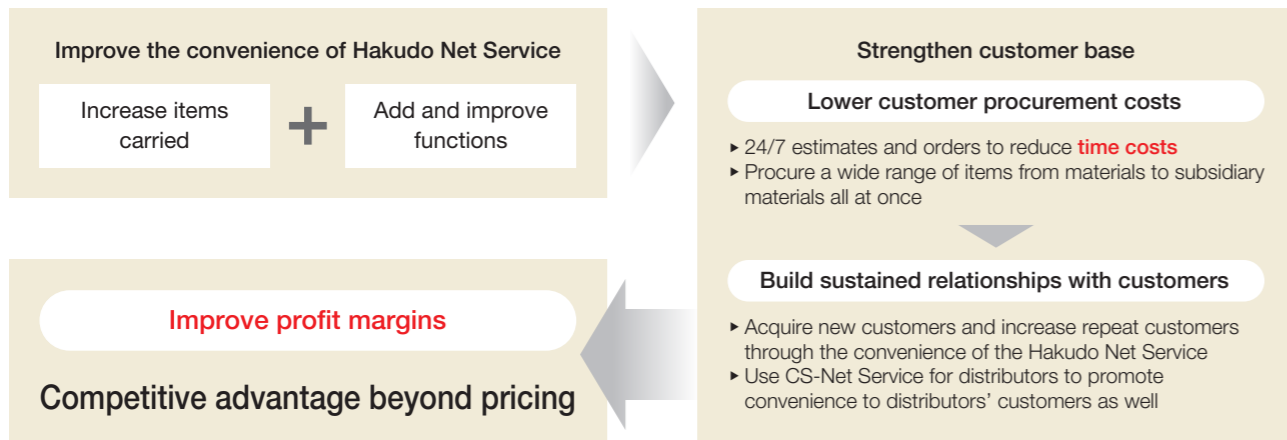 Improve the convenience of Hakudo Net Service
Increase items
carried
+
Add and improve
functions
Strengthen customer base
Lower customer procurement costs
▶ 24/7 estimates and orders to reduce time costs
▶ Procure a wide range of items from materials to subsidiary
materials all at once
Build sustained relationships with customers
▶ Acquire new customers and increase repeat customers
through the convenience of the Hakudo Net Service
▶ Use CS-Net Service for distributors to promote
convenience to distributors’ customers as well
Improve profit margins
Competitive advantage beyond pricing